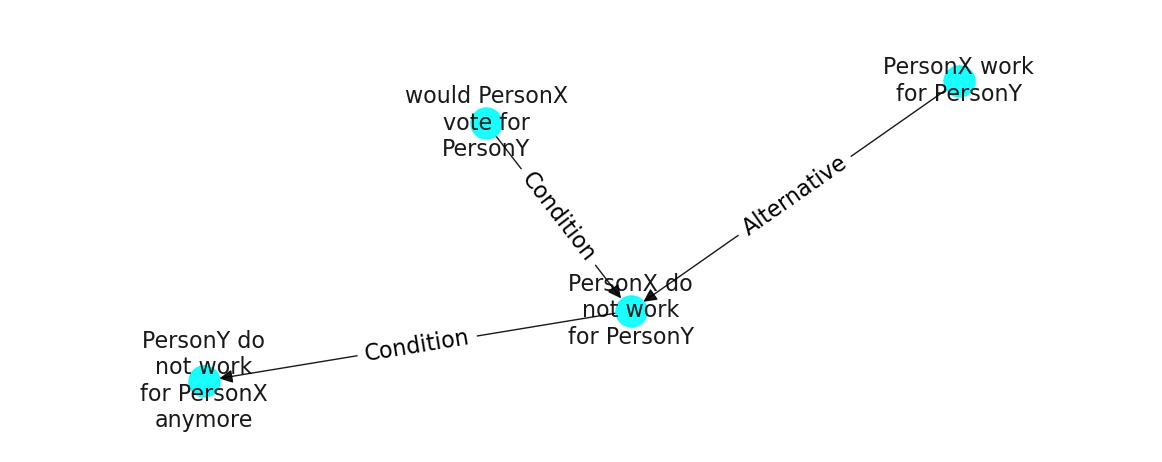 PersonX work
for PersonY
would PersonX
vote for
PersonY
Condition
Alternative
PersonX do
not work
for PersonY
Condition
PersonY do
not work
for PersonX
anymore